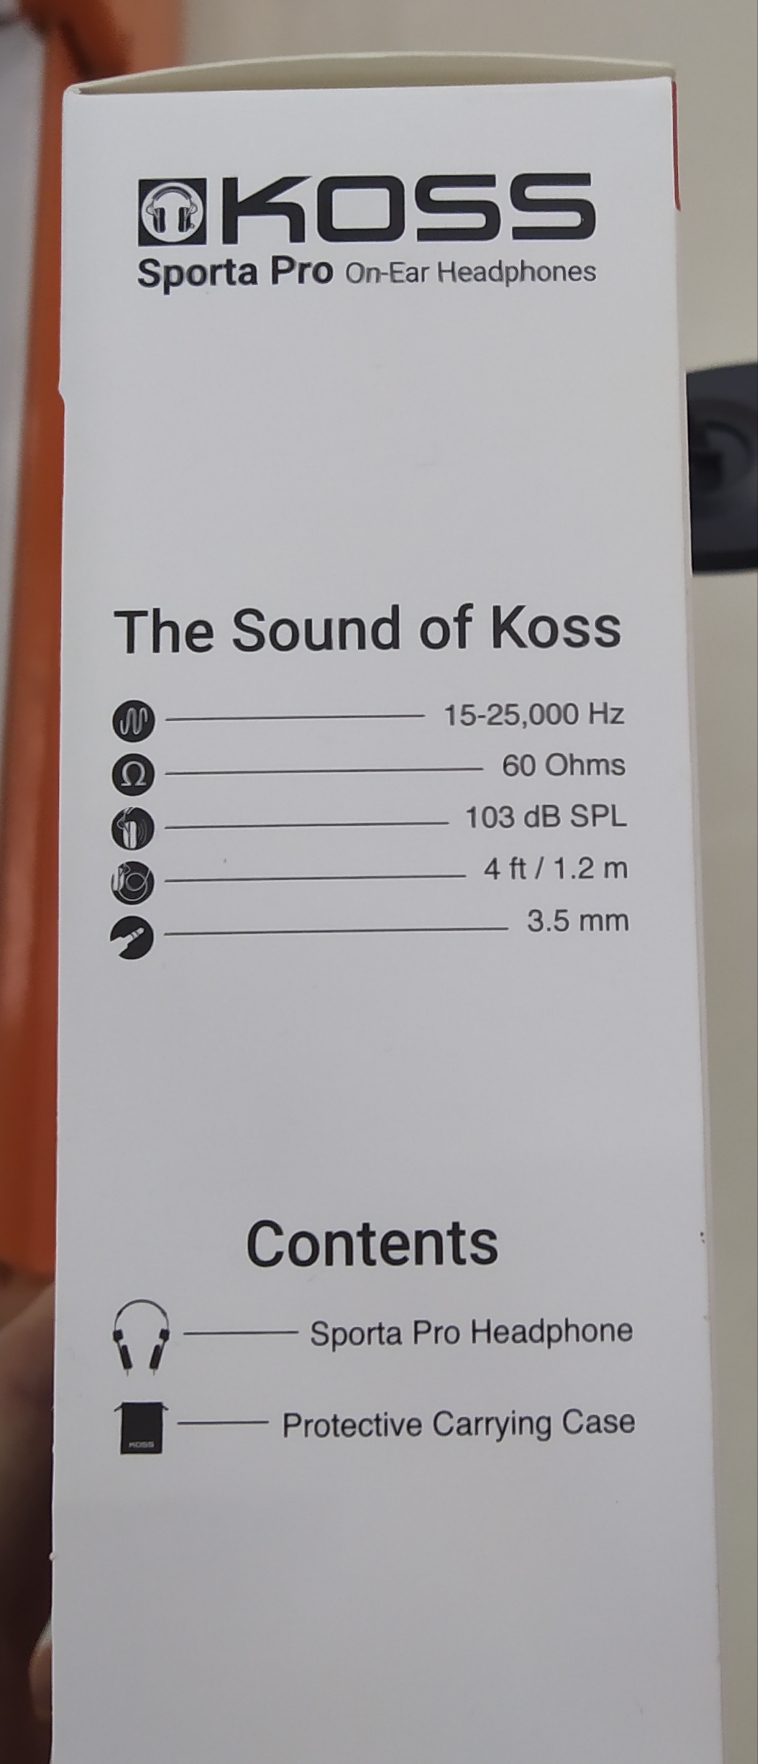 KOSS
Sporta Pro On-Ear Headphones
The Sound of Koss
15-25,000 Hz
Ω 60 Ohms
103 dB SPL
4 ft / 1.2 m
3.5 mm
Contents
Sporta Pro Headphone
KOSS Protective Carrying Case